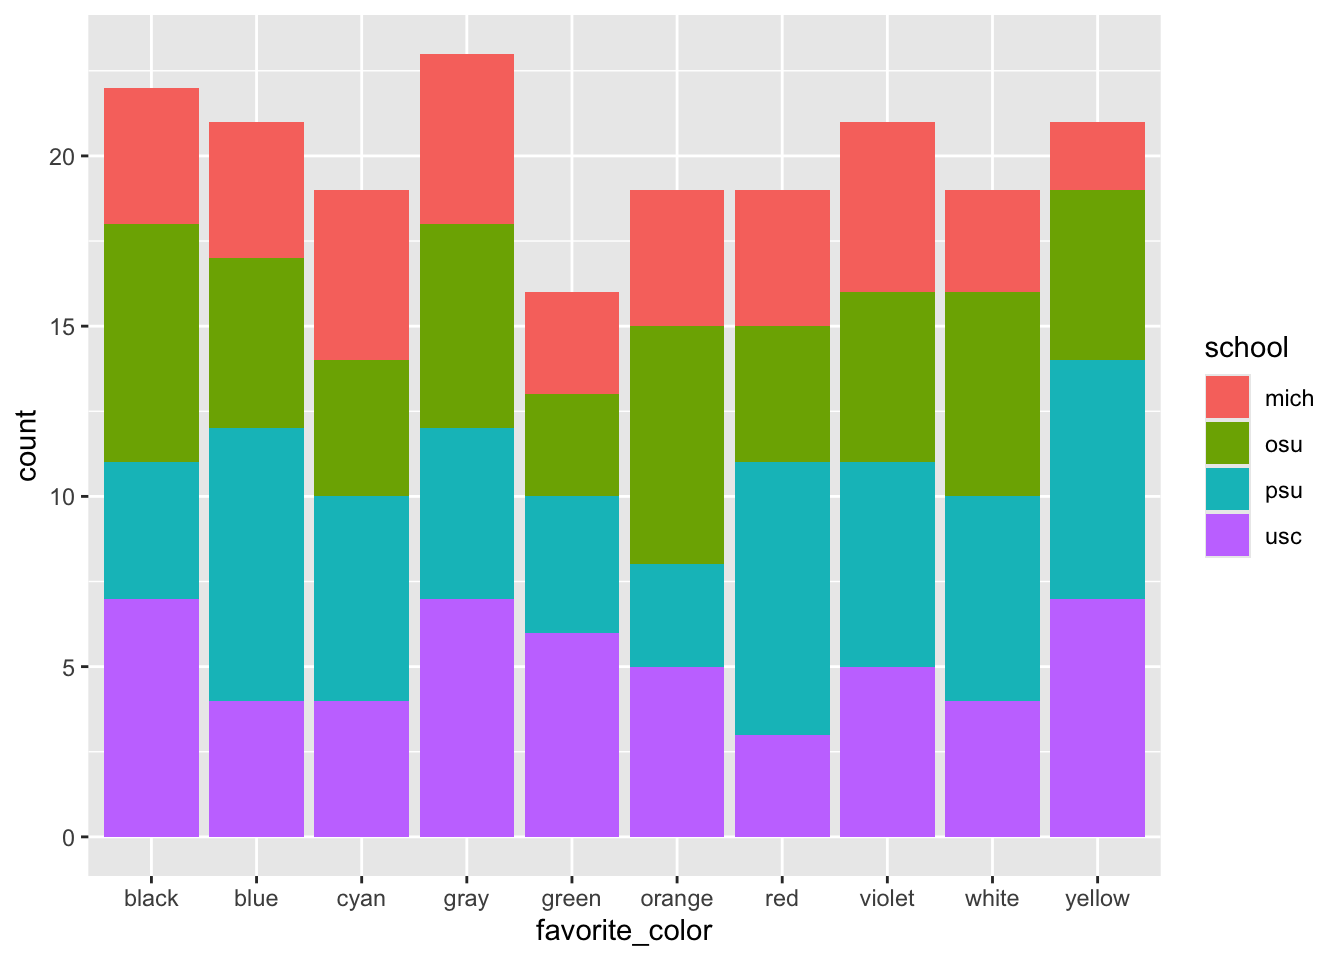 20
15
10
5
0
count
black blue cyan gray green orange red violet white yellow
favorite_color
school
mich
osu
psu
usc